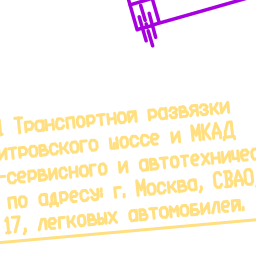 Транспортной развязки
итровского шоссе и МКАД
-сервисного и автотехничес
по адресу: г. Москва, СВАО,
17, легковых автомобилей.